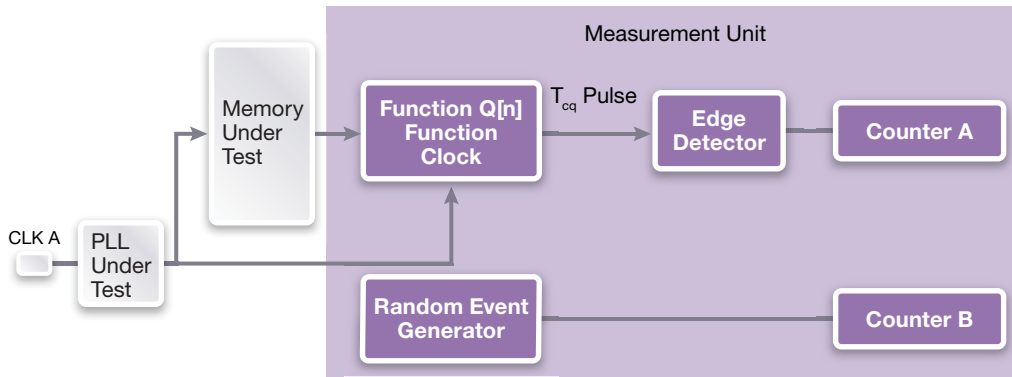 Measurement Unit
Memory
Under
Test
Function Q[n]
Function
Clock
T_cq Pulse
Edge
Detector
Counter A
CLK A
PLL
Under
Test
Random Event
Generator
Counter B